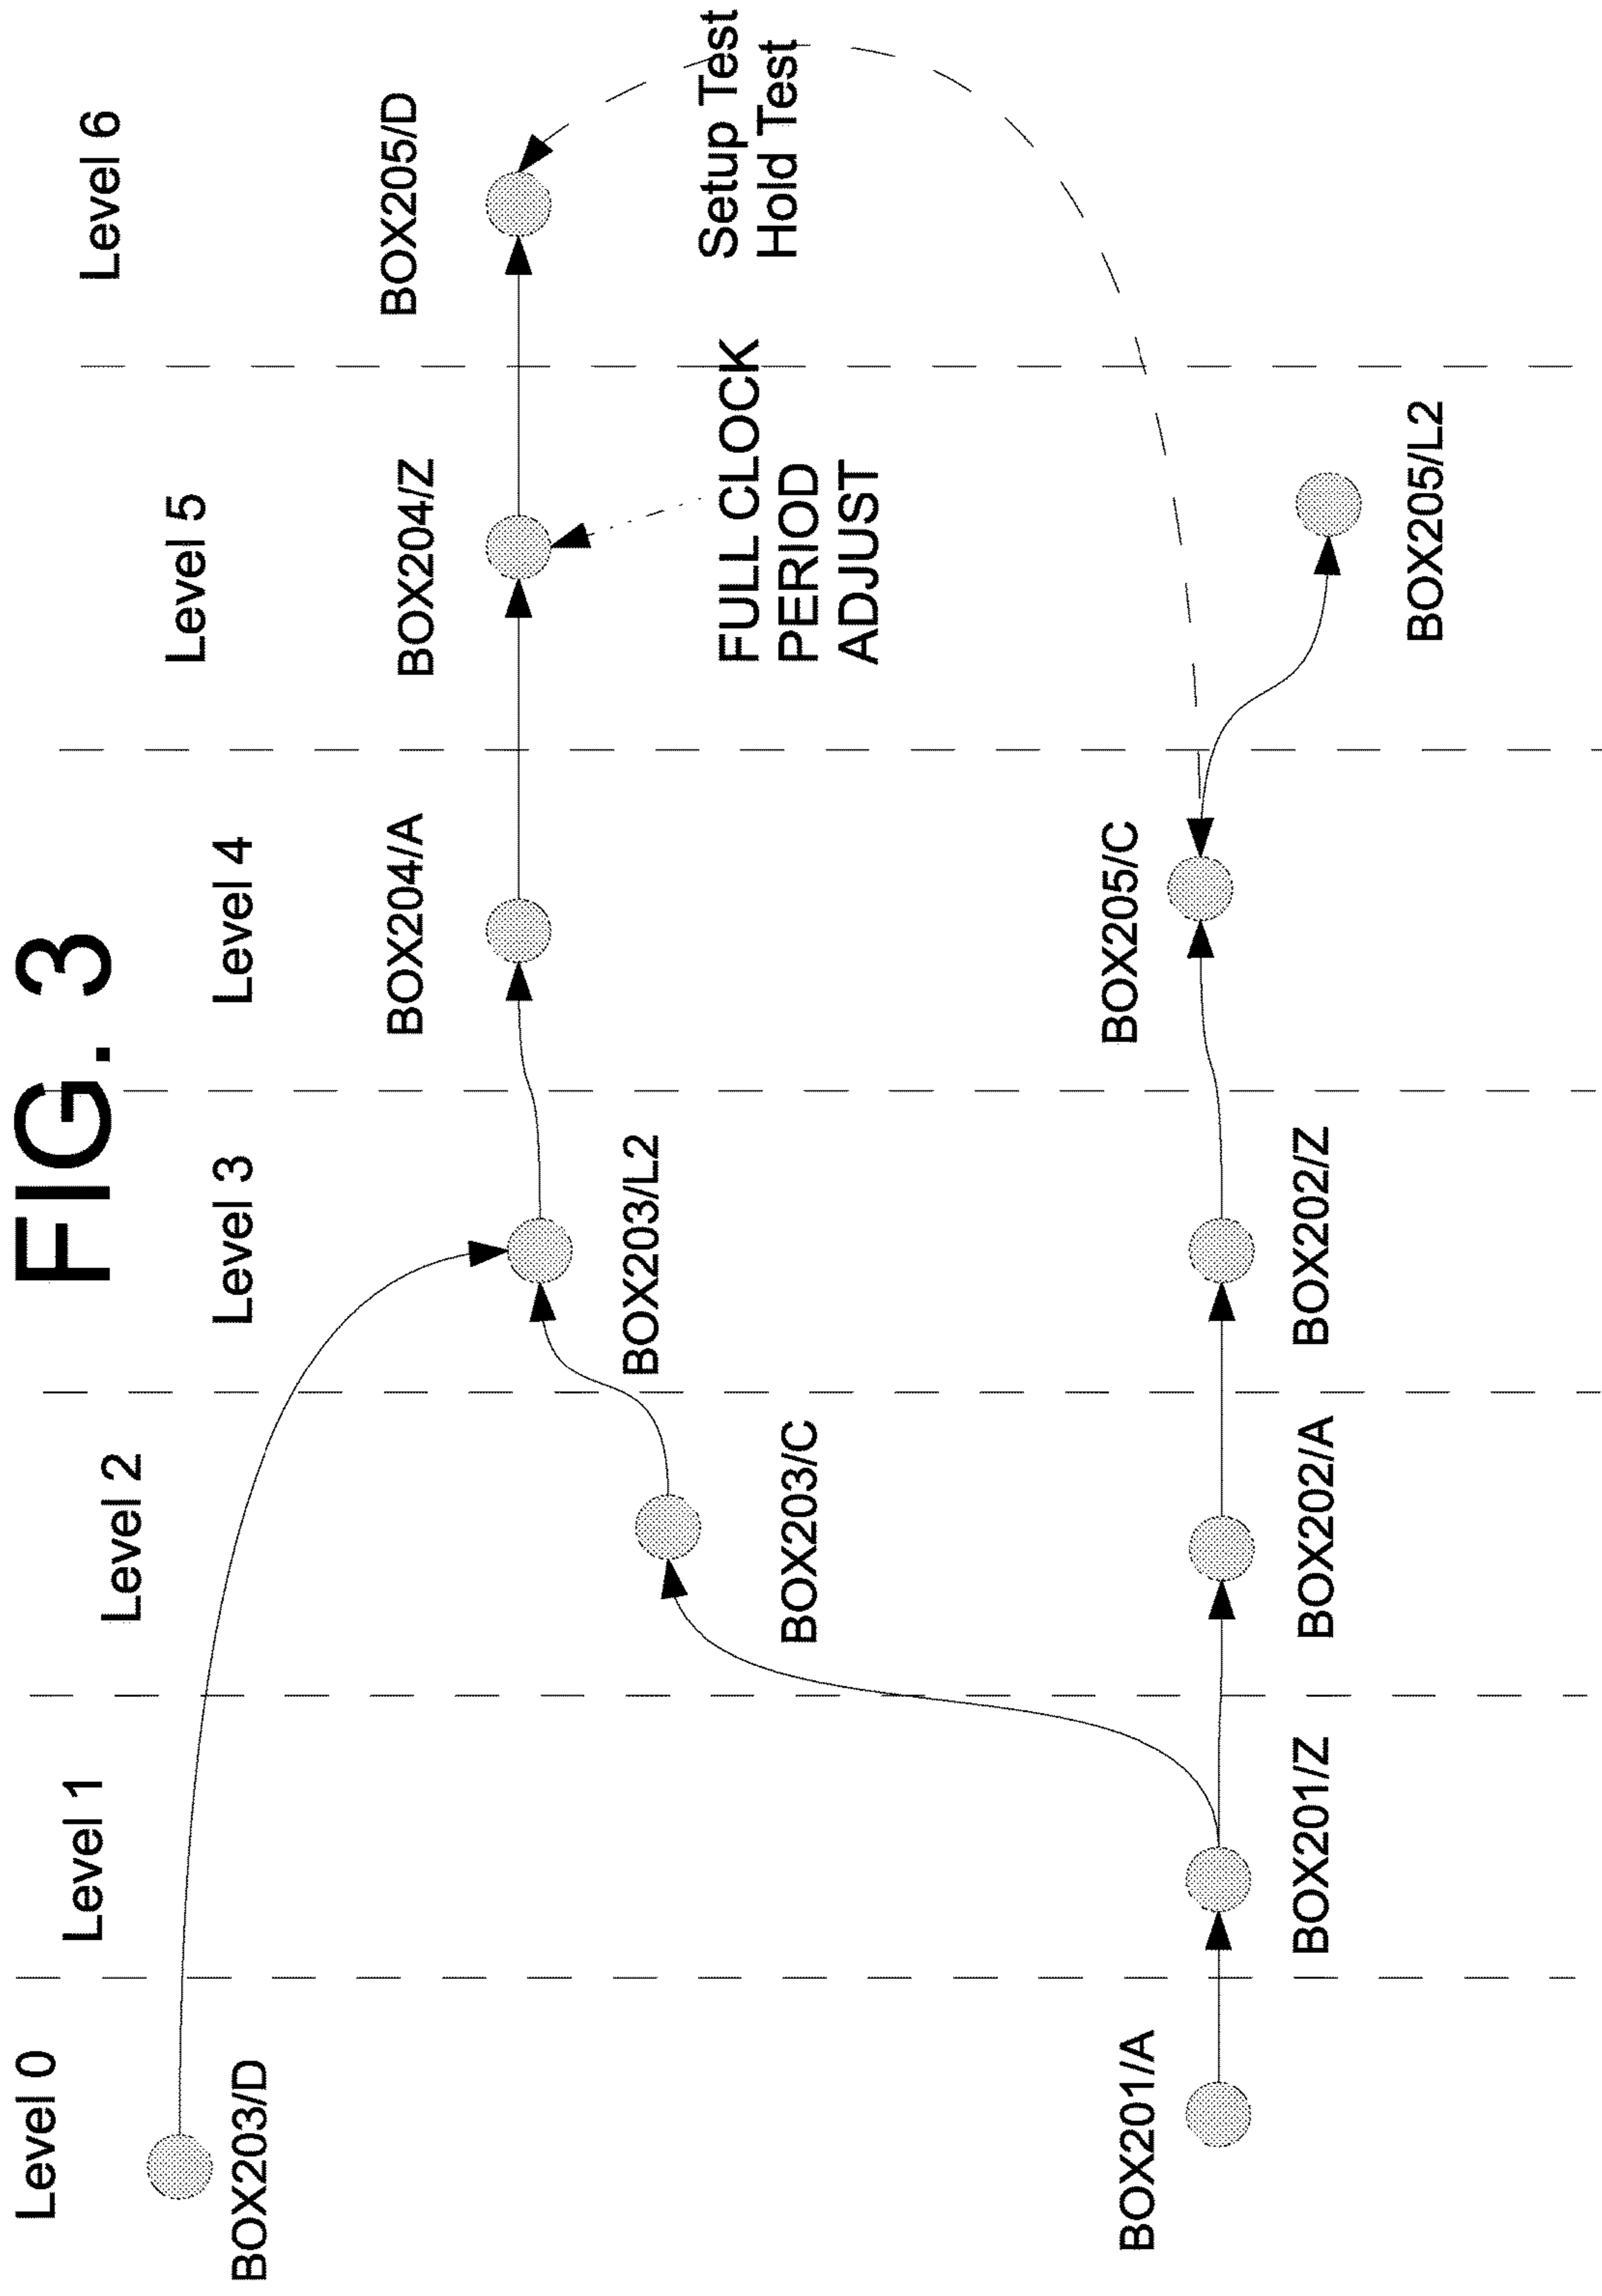 FIG. 3
Level 0
Level 1
Level 2
Level 3
Level 4
Level 5
Level 6
BOX203/D
BOX203/L2
BOX203/C
BOX204/A
BOX204/Z
BOX205/D
FULL CLOCK
PERIOD
ADJUST
Setup Test
Hold Test
BOX201/A
BOX201/Z
BOX202/A
BOX202/Z
BOX205/C
BOX205/L2